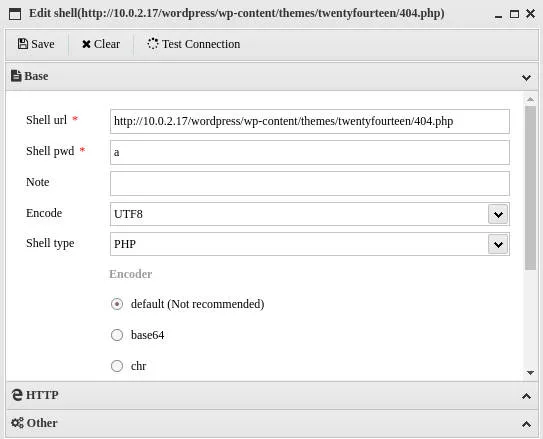 Edit shell(http://10.0.2.17/wordpress/wp-content/themes/twentyfourteen/404.php)
Save Clear Test Connection
Base
Shell url * http://10.0.2.17/wordpress/wp-content/themes/twentyfourteen/404.php
Shell pwd * a
Note
Encode UTF8
Shell type PHP
Encoder
default (Not recommended)
base64
chr
HTTP
Other